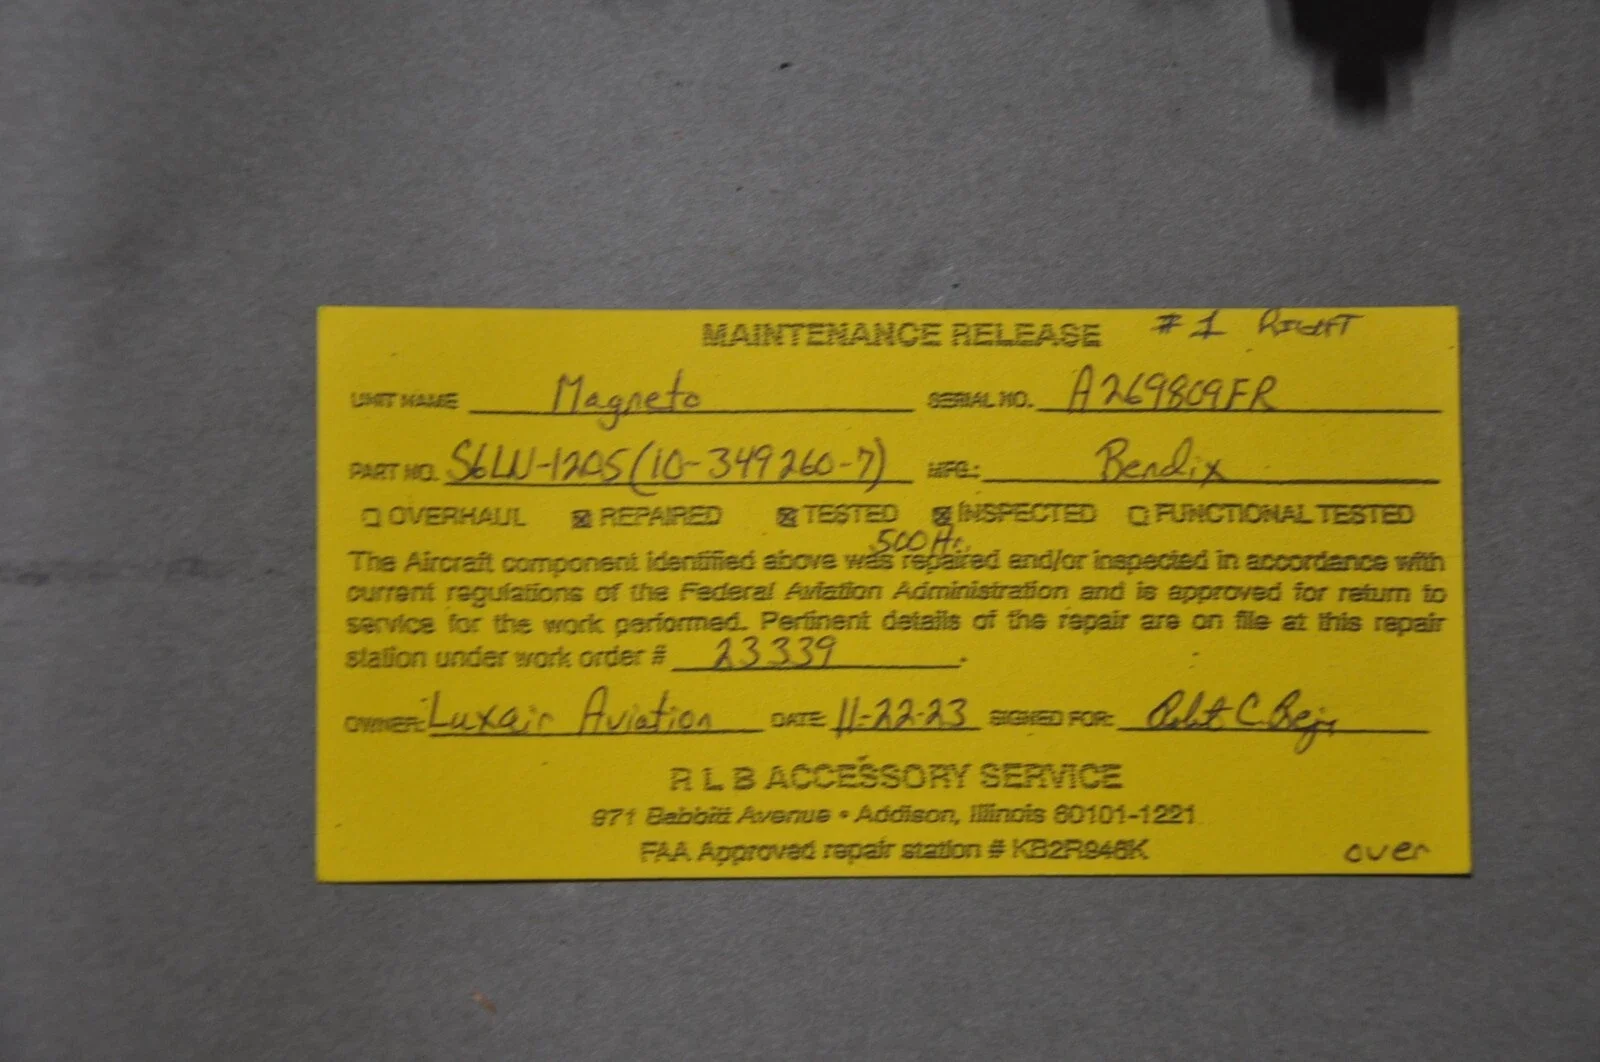 MAINTENANCE RELEASE # 1 RIGHT
UNIT NAME Magneto SERIAL NO. A269809FR
PART NO. S6LN-1205 (10-349260-7) MFG.: Bendix
☐ OVERHAUL ☒ REPAIRED ☒ TESTED ☒ INSPECTED ☐ FUNCTIONAL TESTED
500 Hr.
The Aircraft component identified above was repaired and/or inspected in accordance with
current regulations of the Federal Aviation Administration and is approved for return to
service for the work performed. Pertinent details of the repair are on file at this repair
station under work order # 23339.
OWNER: Luxair Aviation DATE 11-22-23 SIGNED FOR: Robert C.
R L B ACCESSORY SERVICE
971 Babbitt Avenue • Addison, Illinois 60101-1221
FAA Approved repair station # KB2R946K
over